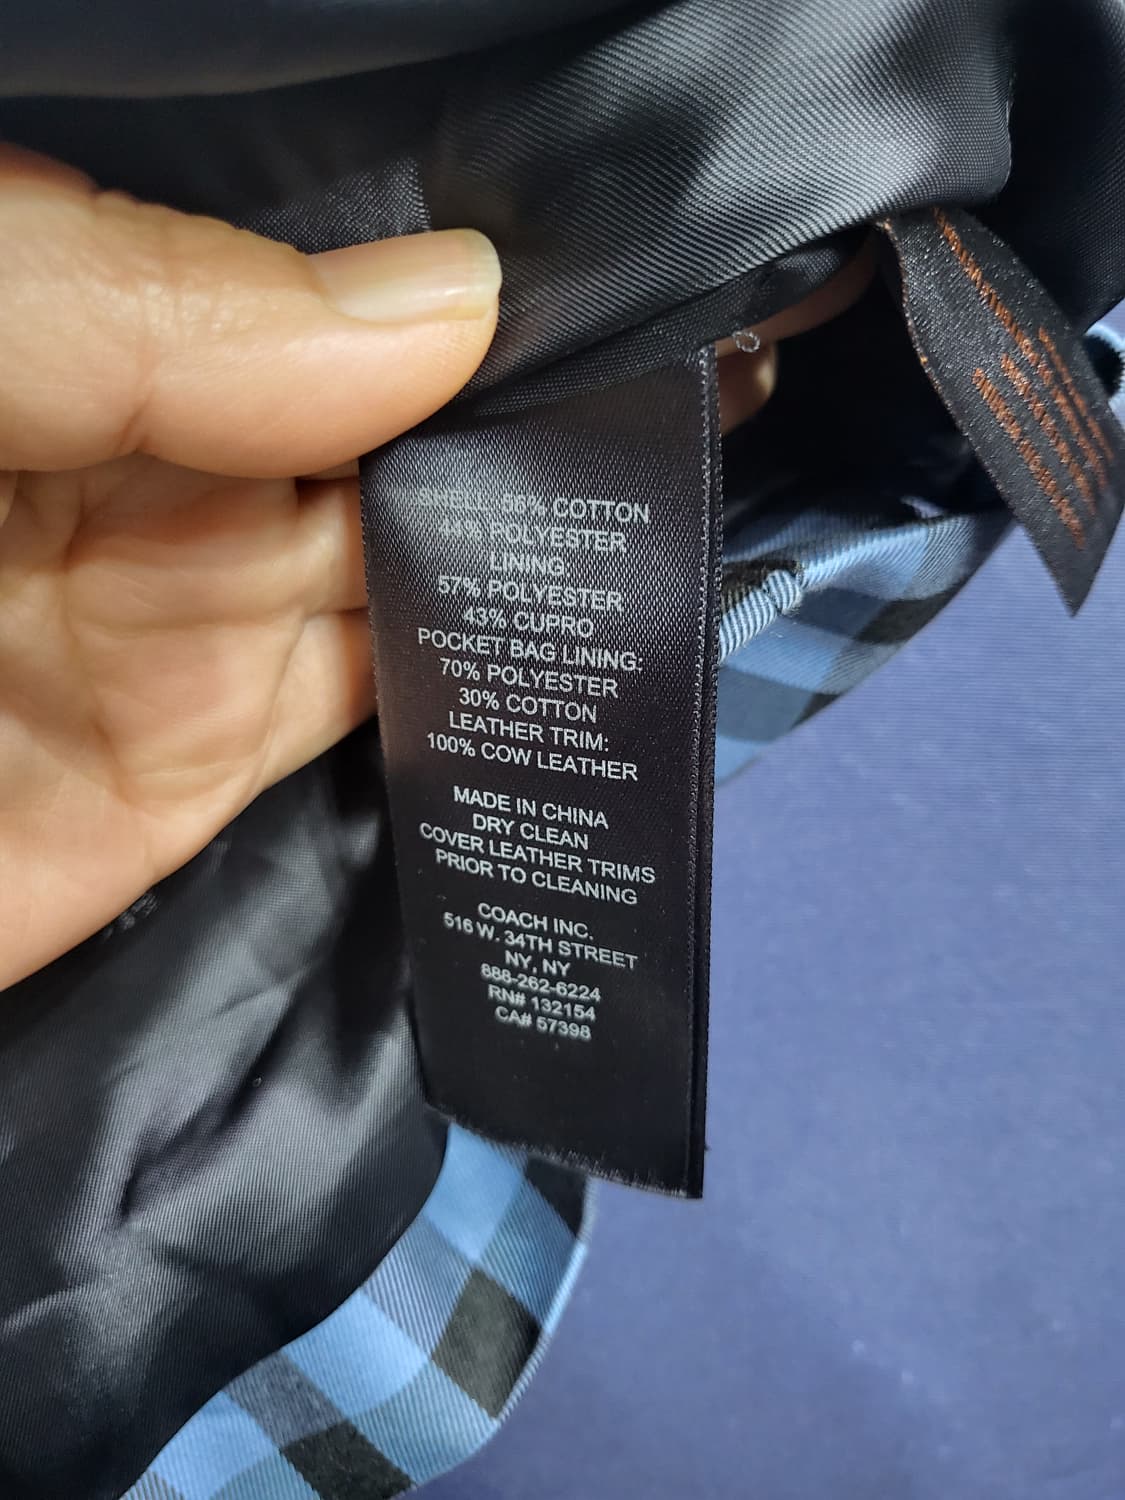 SHELL: 56% COTTON
44% POLYESTER
LINING
57% POLYESTER
43% CUPRO
POCKET BAG LINING:
70% POLYESTER
30% COTTON
LEATHER TRIM:
100% COW LEATHER
MADE IN CHINA
DRY CLEAN
COVER LEATHER TRIMS
PRIOR TO CLEANING
COACH INC.
516 W. 34TH STREET
NY, NY
888-262-6224
RN# 132154
CA# 57398